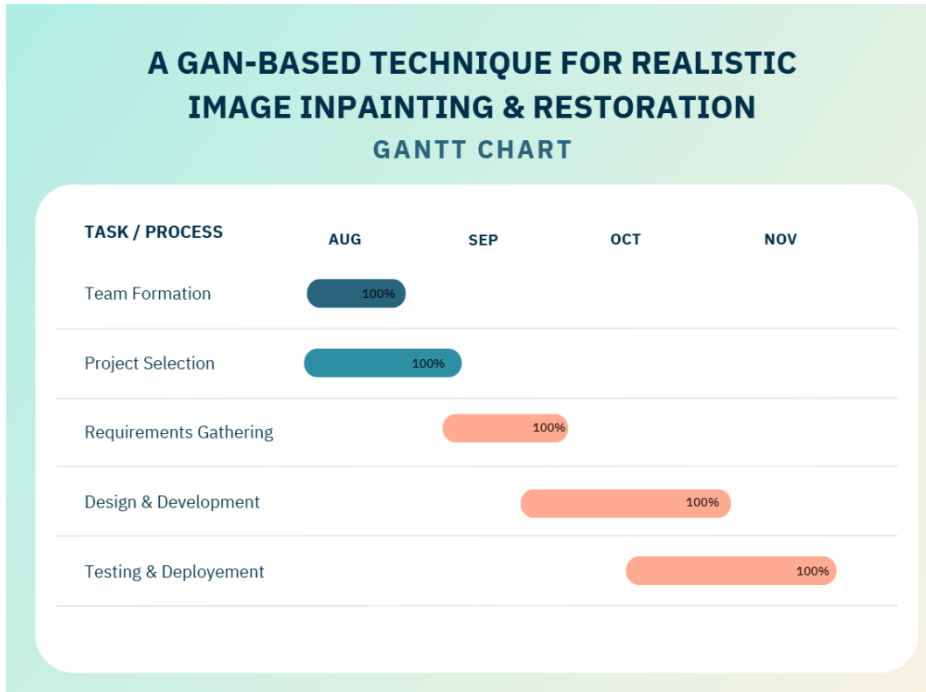 A GAN-BASED TECHNIQUE FOR REALISTIC
IMAGE INPAINTING & RESTORATION
GANTT CHART
TASK / PROCESS
AUG SEP OCT NOV
Team Formation 100%
Project Selection 100%
Requirements Gathering 100%
Design & Development 100%
Testing & Deployement 100%